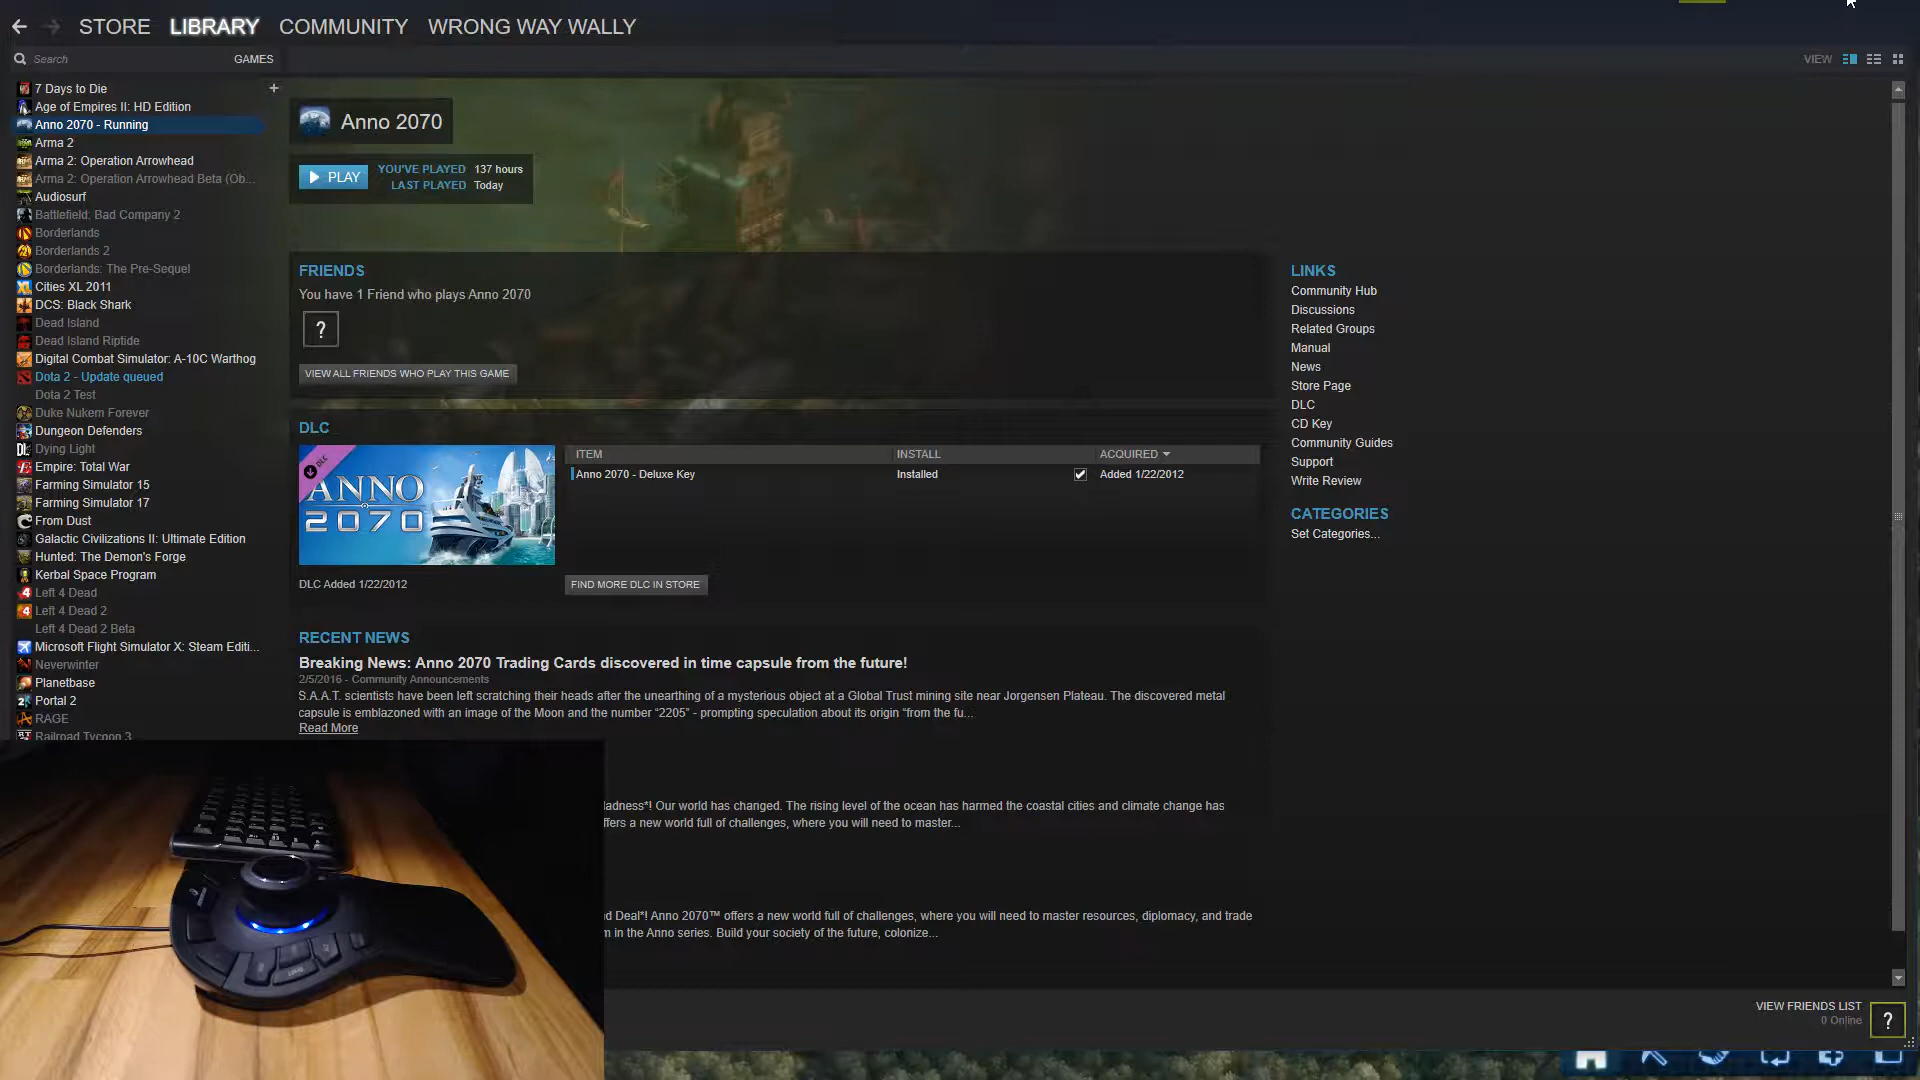 STORE LIBRARY COMMUNITY WRONG WAY WALLY
Search GAMES VIEW
7 Days to Die
Age of Empires II: HD Edition
Anno 2070 - Running
Arma 2
Arma 2: Operation Arrowhead
Arma 2: Operation Arrowhead Beta (Ob...
Audiosurf
Battlefield: Bad Company 2
Borderlands
Borderlands 2
Borderlands: The Pre-Sequel
Cities XL 2011
DCS: Black Shark
Dead Island
Dead Island Riptide
Digital Combat Simulator: A-10C Warthog
Dota 2 - Update queued
Dota 2 Test
Duke Nukem Forever
Dungeon Defenders
Dying Light
Empire: Total War
Farming Simulator 15
Farming Simulator 17
From Dust
Galactic Civilizations II: Ultimate Edition
Hunted: The Demon's Forge
Kerbal Space Program
Left 4 Dead
Left 4 Dead 2
Left 4 Dead 2 Beta
Microsoft Flight Simulator X: Steam Editi...
Neverwinter
Planetbase
Portal 2
RAGE
Railroad Tycoon 3
Anno 2070
PLAY
YOU'VE PLAYED 137 hours
LAST PLAYED Today
FRIENDS
You have 1 Friend who plays Anno 2070
?
VIEW ALL FRIENDS WHO PLAY THIS GAME
DLC
DLC
ANNO
2070
DLC Added 1/22/2012
ITEM INSTALL ACQUIRED
Anno 2070 - Deluxe Key Installed Added 1/22/2012
FIND MORE DLC IN STORE
RECENT NEWS
Breaking News: Anno 2070 Trading Cards discovered in time capsule from the future!
2/5/2016 - Community Announcements
S.A.A.T. scientists have been left scratching their heads after the unearthing of a mysterious object at a Global Trust mining site near Jorgensen Plateau. The discovered metal
capsule is emblazoned with an image of the Moon and the number “2205” - prompting speculation about its origin “from the fu...
Read More
ladness*! Our world has changed. The rising level of the ocean has harmed the coastal cities and climate change has
ffers a new world full of challenges, where you will need to master...
d Deal*! Anno 2070™ offers a new world full of challenges, where you will need to master resources, diplomacy, and trade
m in the Anno series. Build your society of the future, colonize...
LINKS
Community Hub
Discussions
Related Groups
Manual
News
Store Page
DLC
CD Key
Community Guides
Support
Write Review
CATEGORIES
Set Categories...
VIEW FRIENDS LIST
0 Online
?